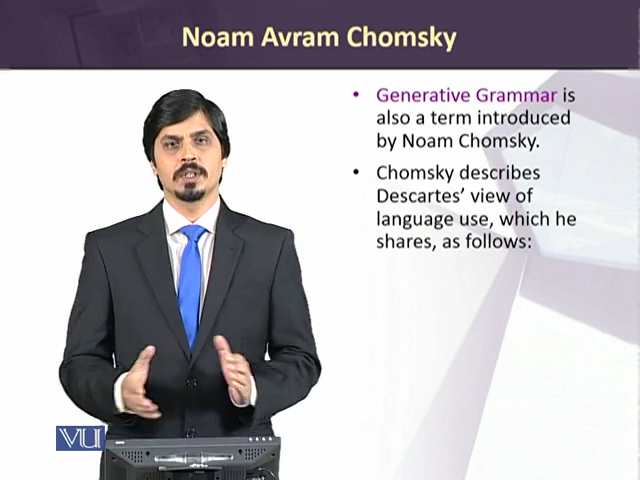 Noam Avram Chomsky
• Generative Grammar is
also a term introduced
by Noam Chomsky.
• Chomsky describes
Descartes’ view of
language use, which he
shares, as follows:
VU